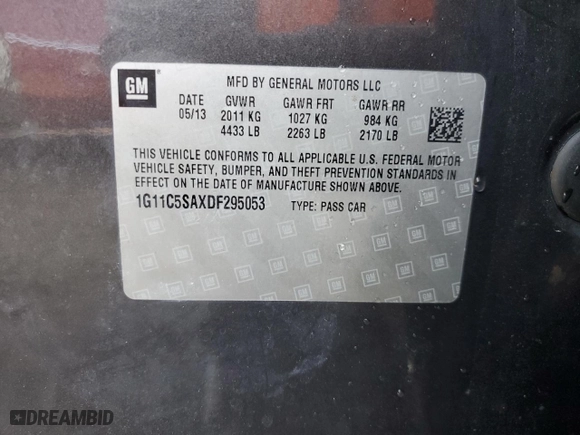 GM
MFD BY GENERAL MOTORS LLC
DATE GVWR GAWR FRT GAWR RR
05/13 2011 KG 1027 KG 984 KG
4433 LB 2263 LB 2170 LB
THIS VEHICLE CONFORMS TO ALL APPLICABLE U.S. FEDERAL MOTOR
VEHICLE SAFETY, BUMPER, AND THEFT PREVENTION STANDARDS IN
EFFECT ON THE DATE OF MANUFACTURE SHOWN ABOVE.
1G11C5SAXDF295053 TYPE: PASS CAR
DREAMBID